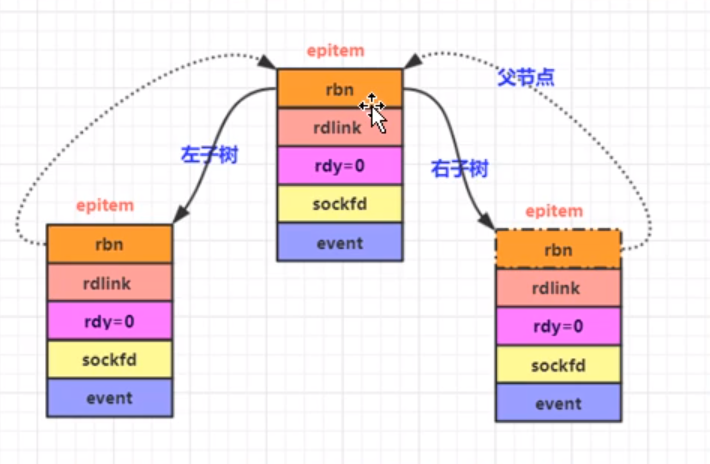 epitem
rbn
rdlink
rdy=0
sockfd
event
左子树
右子树
父节点
epitem
rbn
rdlink
rdy=0
sockfd
event
epitem
rbn
rdlink
rdy=0
sockfd
event